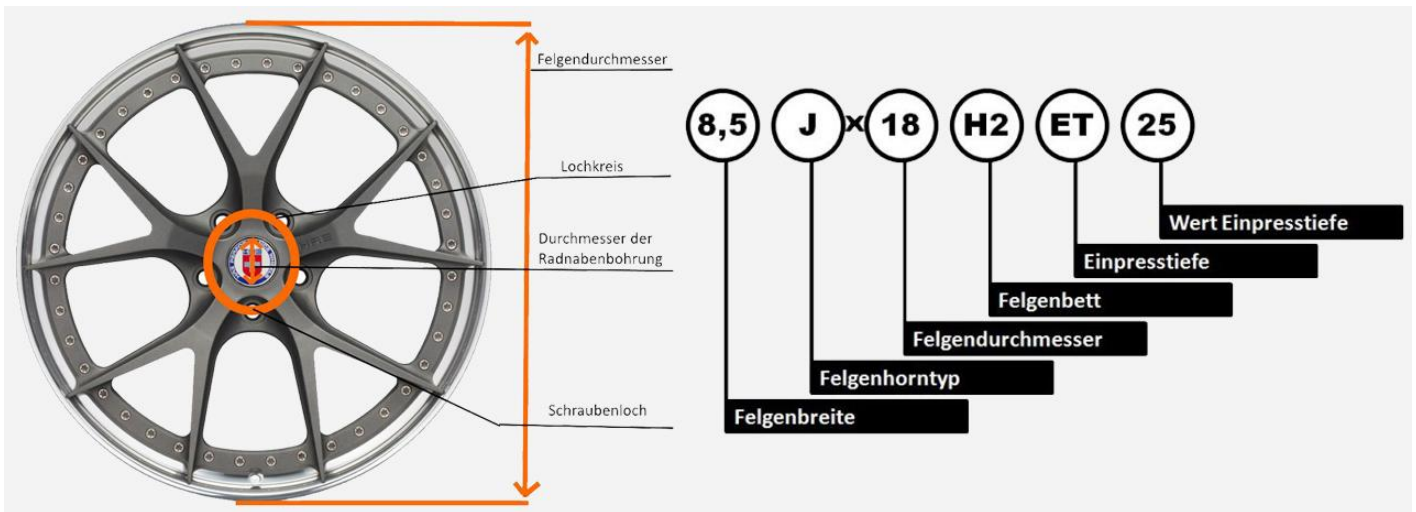 Felgendurchmesser
Lochkreis
Durchmesser der
Radnabenbohrung
Schraubenloch
8,5 J x 18 H2 ET 25
Wert Einpresstiefe
Einpresstiefe
Felgenbett
Felgendurchmesser
Felgenhorntyp
Felgenbreite